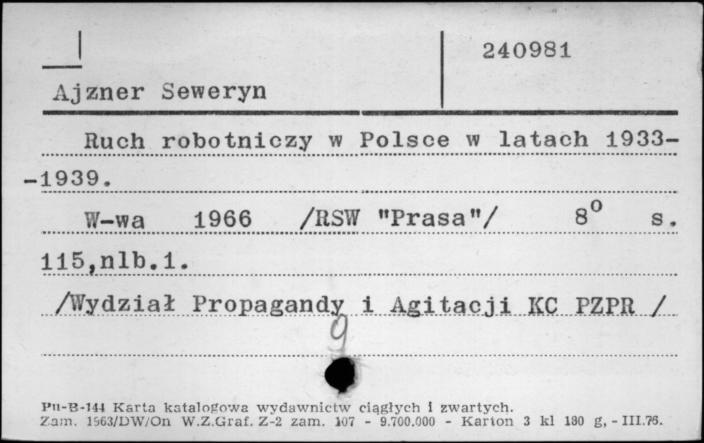 240981
Ajzner Seweryn
Ruch robotniczy w Polsce w latach 1933-
-1939.
W-wa 1966 /RSW "Prasa"/ 8° s.
115,nlb.1.
/Wydział Propagandy i Agitacji KC PZPR /
9
Pu-B-144 Karta katalogowa wydawnictw ciągłych i zwartych.
Zam. 1563/DW/On W.Z.Graf. Z-2 zam. 107 - 9.700.000 - Karton 3 kl 180 g, - III.76.